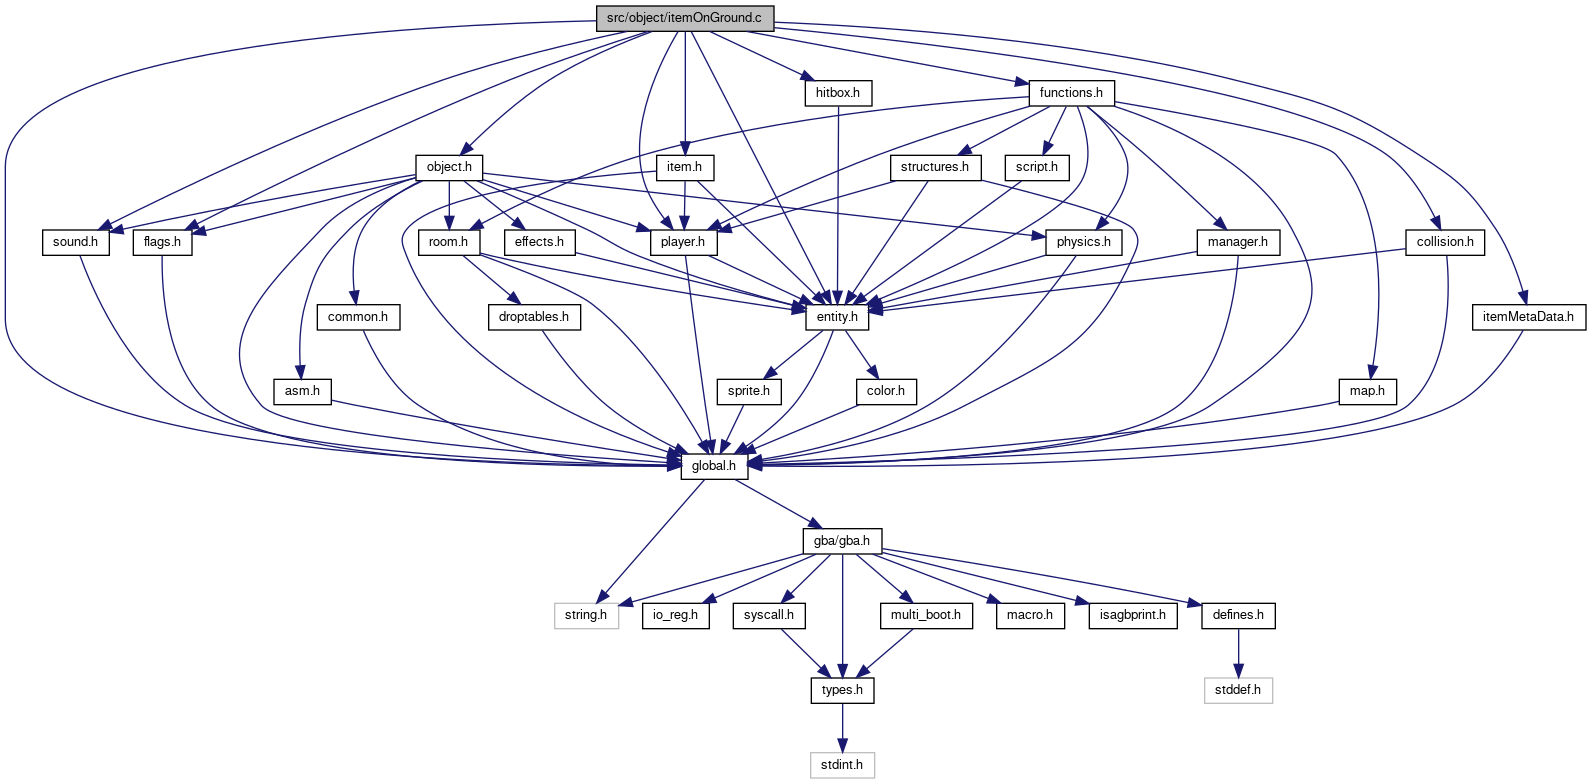 src/object/itemOnGround.c
hitbox.h
functions.h
object.h
item.h
structures.h
script.h
sound.h
flags.h
room.h
effects.h
player.h
physics.h
manager.h
collision.h
common.h
droptables.h
entity.h
itemMetaData.h
asm.h
sprite.h
color.h
map.h
global.h
gba/gba.h
string.h
io_reg.h
syscall.h
multi_boot.h
macro.h
isagbprint.h
defines.h
types.h
stddef.h
stdint.h